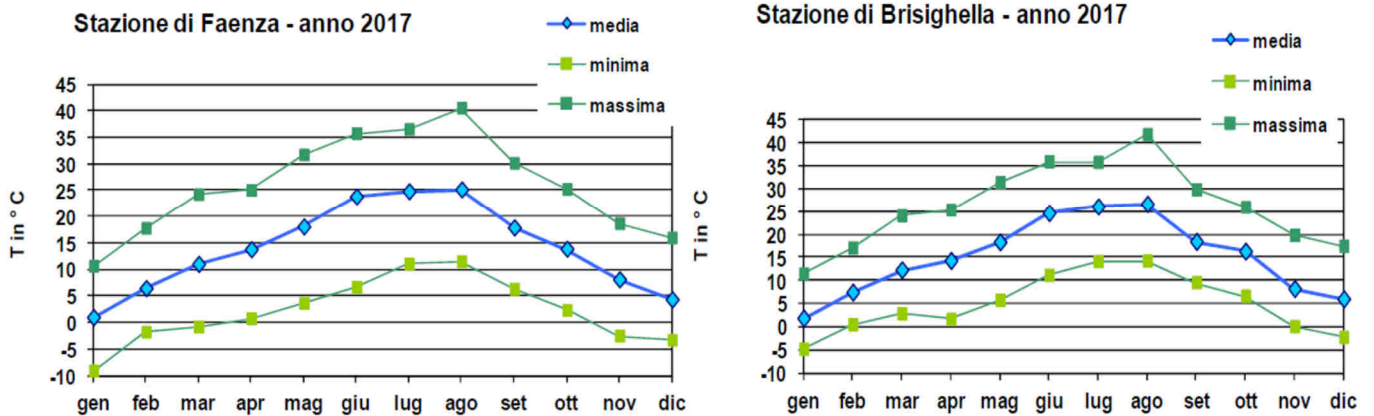 Stazione di Faenza - anno 2017
media
minima
massima
45
40
35
30
25
20
15
10
5
0
-5
-10
T in ° C
gen feb mar apr mag giu lug ago set ott nov dic
Stazione di Brisighella - anno 2017
media
minima
massima
45
40
35
30
25
20
15
10
5
0
-5
-10
T in ° C
gen feb mar apr mag giu lug ago set ott nov dic